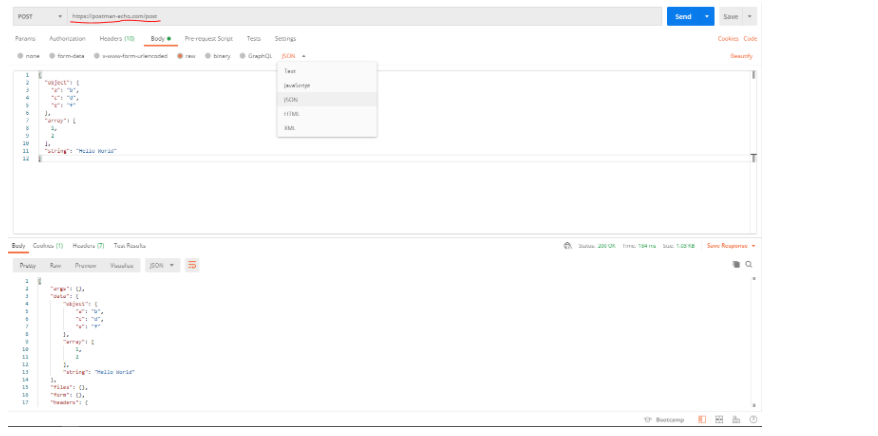 POST https://postman-echo.com/post Send Save
Params Authorization Headers (10) Body Pre-request Script Tests Settings Cookies Code
none form-data x-www-form-urlencoded raw binary GraphQL JSON Beautify
Text
JavaScript
JSON
HTML
XML
1 {
2 "object": {
3 "a": "b",
4 "c": "d",
5 "e": "f"
6 },
7 "array": [
8 1,
9 2
10 ],
11 "string": "Hello World"
12 }
Body Cookies (1) Headers (7) Test Results Status: 200 OK Time: 184 ms Size: 1.08 KB Save Response
Pretty Raw Preview Visualize JSON
1 {
2 "args": {},
3 "data": {
4 "object": {
5 "a": "b",
6 "c": "d",
7 "e": "f"
8 },
9 "array": [
10 1,
11 2
12 ],
13 "string": "Hello World"
14 },
15 "files": {},
16 "form": {},
17 "headers": {
Bootcamp